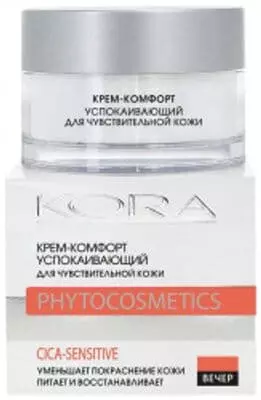 КРЕМ-КОМФОРТ
УСПОКАИВАЮЩИЙ
ДЛЯ ЧУВСТВИТЕЛЬНОЙ КОЖИ
KORA
КРЕМ-КОМФОРТ
УСПОКАИВАЮЩИЙ
ДЛЯ ЧУВСТВИТЕЛЬНОЙ КОЖИ
PHYTOCOSMETICS
CICA-SENSITIVE
УМЕНЬШАЕТ ПОКРАСНЕНИЕ КОЖИ
ПИТАЕТ И ВОССТАНАВЛИВАЕТ
ВЕЧЕР